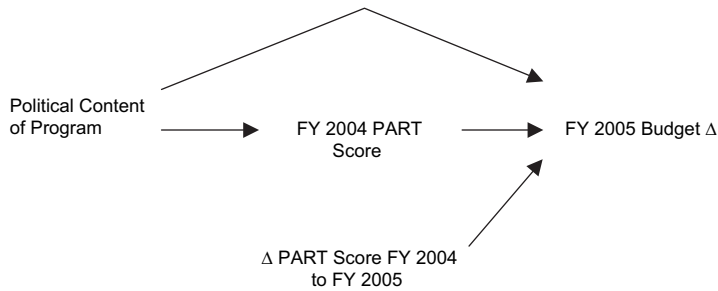 Political Content
of Program
FY 2004 PART
Score
FY 2005 Budget Δ
Δ PART Score FY 2004
to FY 2005